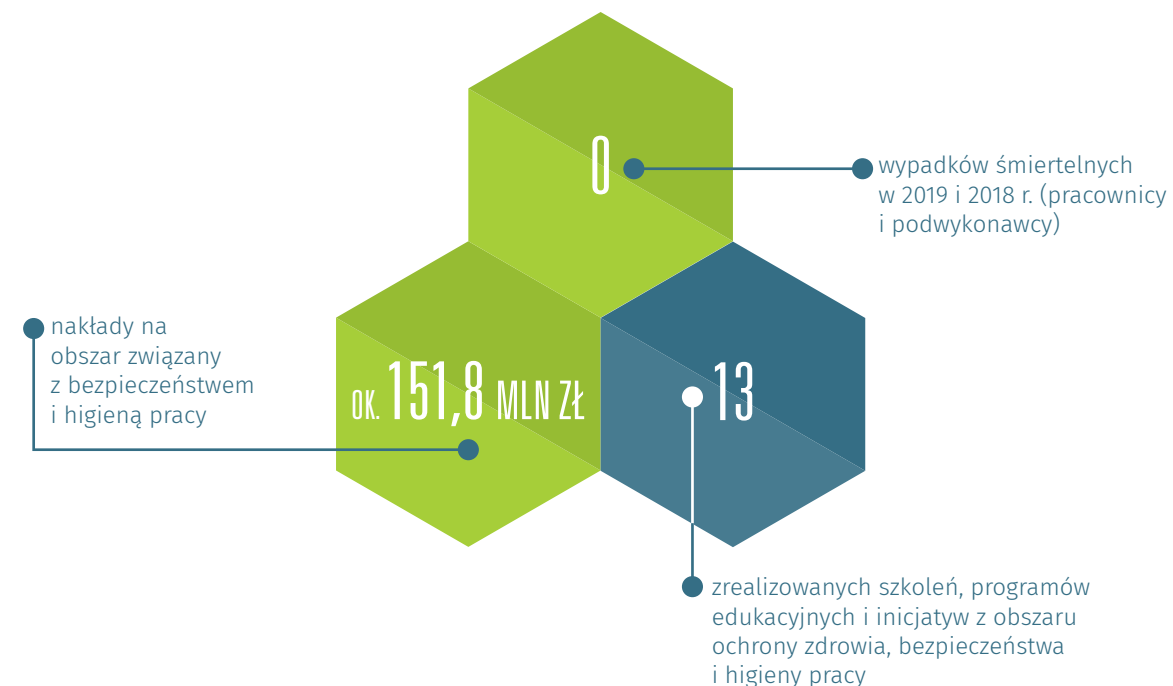 0
wypadków śmiertelnych
w 2019 i 2018 r. (pracownicy
i podwykonawcy)
nakłady na
obszar związany
z bezpieczeństwem
i higieną pracy
OK. 151,8 MLN ZŁ
13
zrealizowanych szkoleń, programów
edukacyjnych i inicjatyw z obszaru
ochrony zdrowia, bezpieczeństwa
i higieny pracy